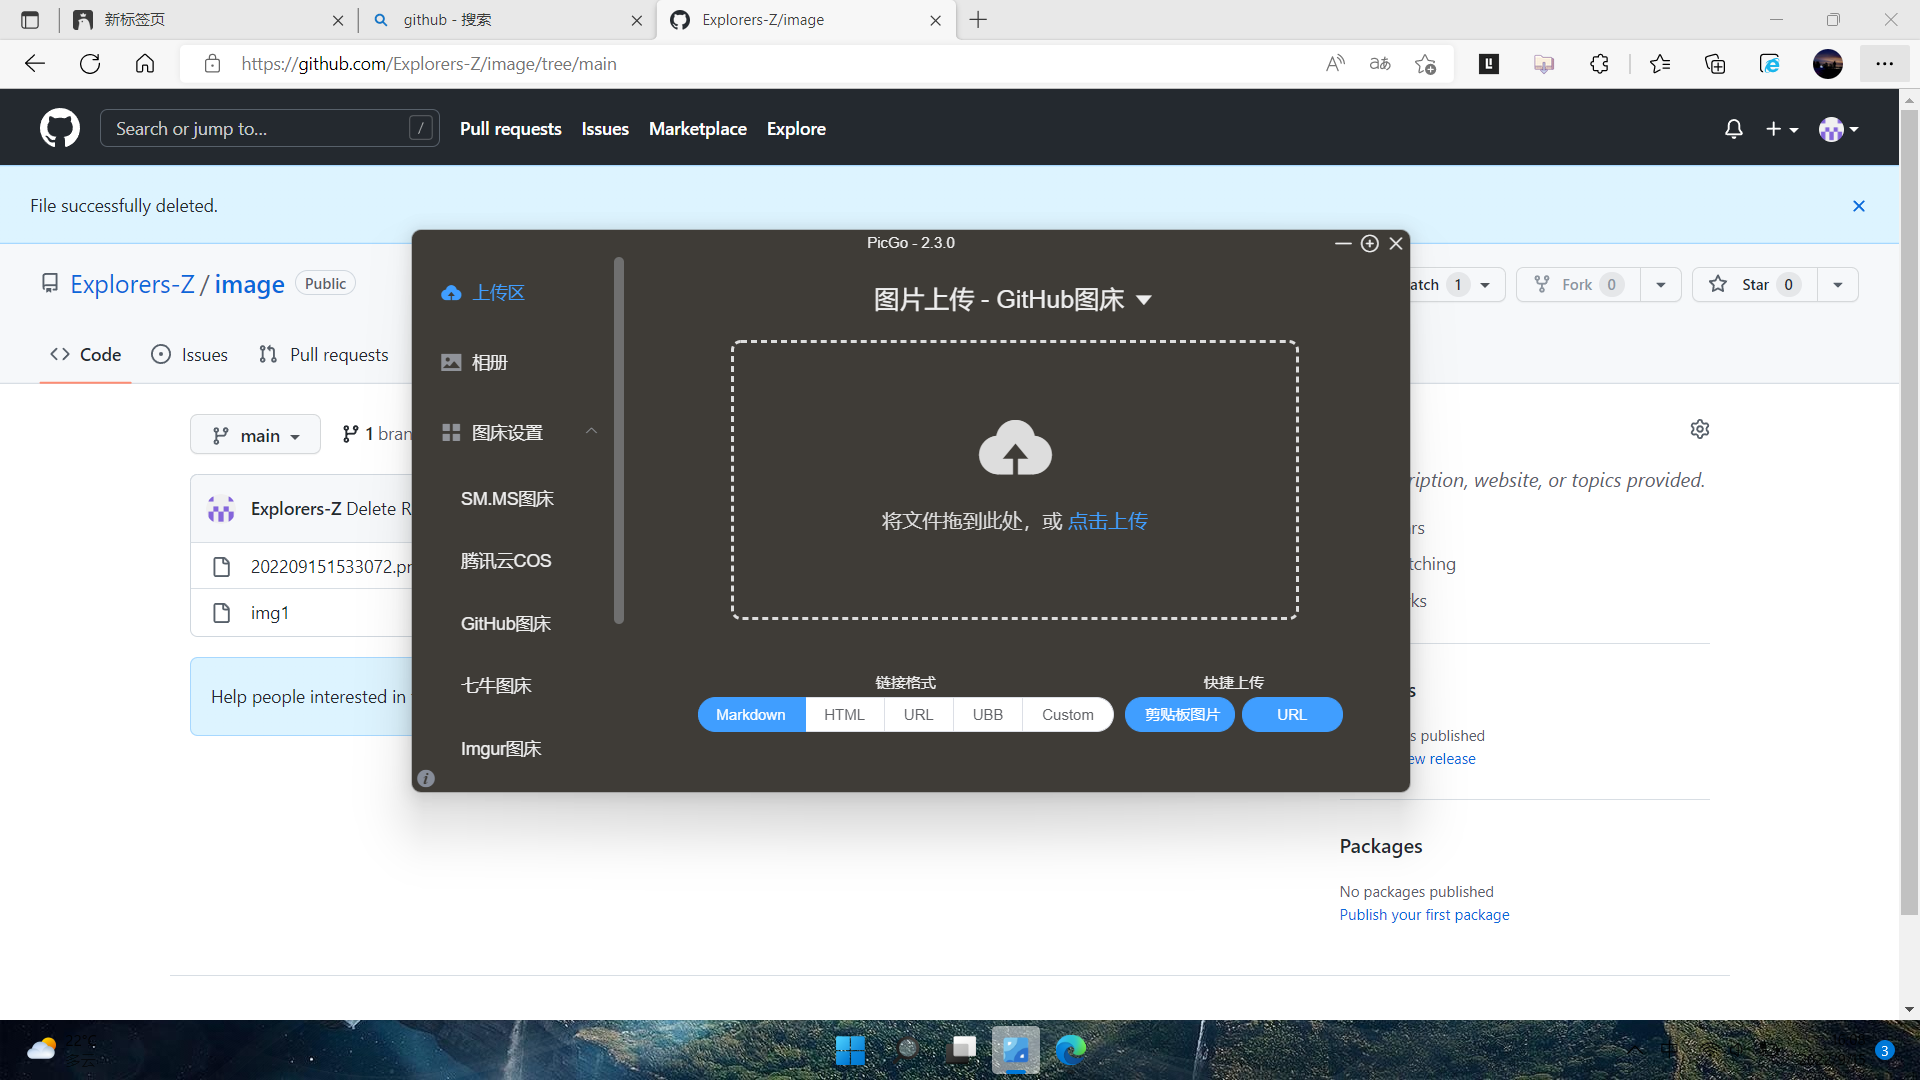 新标签页
github - 搜索
Explorers-Z/image
https://github.com/Explorers-Z/image/tree/main
Search or jump to...
/
Pull requests
Issues
Marketplace
Explore
File successfully deleted.
PicGo - 2.3.0
Explorers-Z / image
Public
atch 1
Fork 0
Star 0
上传区
图片上传 - GitHub图床
Code
Issues
Pull requests
相册
main
1 bran
图床设置
ription, website, or topics provided.
Explorers-Z Delete R
SM.MS图床
将文件拖到此处，或 点击上传
rs
202209151533072.pn
腾讯云COS
tching
img1
GitHub图床
ks
Help people interested in
七牛图床
链接格式
快捷上传
s
Markdown
HTML
URL
UBB
Custom
剪贴板图片
URL
s published
Imgur图床
ew release
Packages
No packages published
Publish your first package
22°C
3